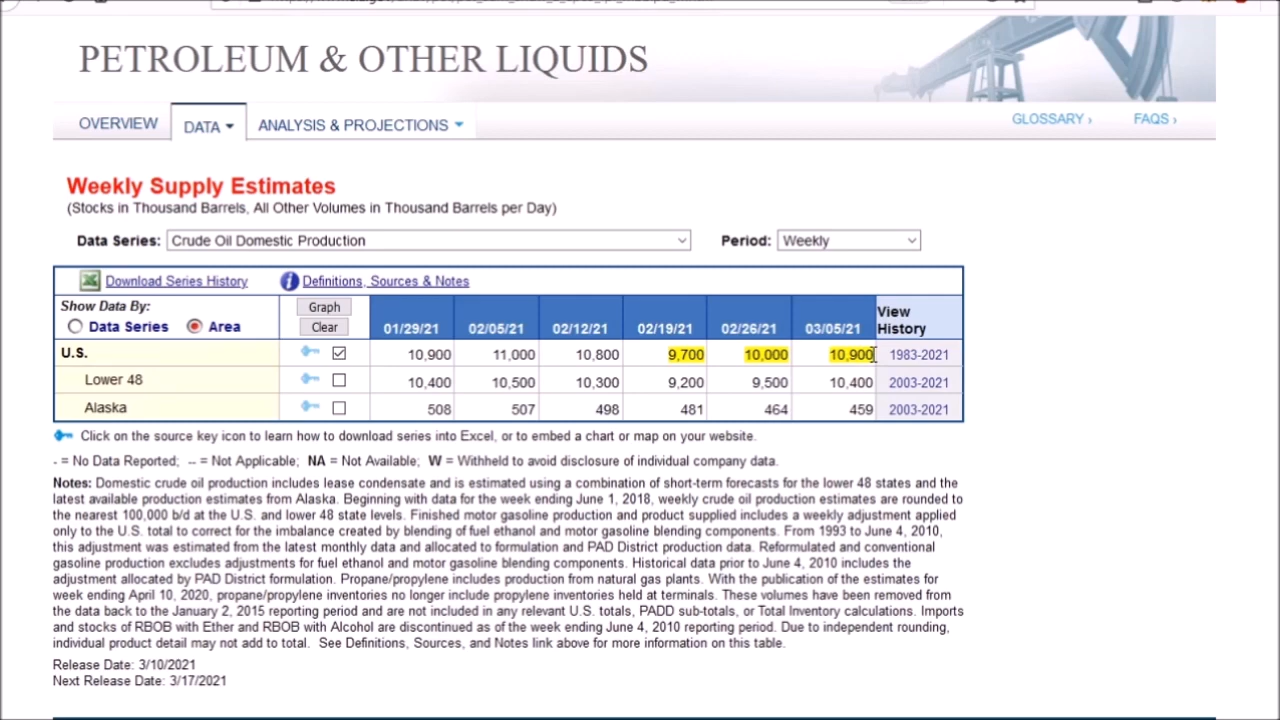 PETROLEUM & OTHER LIQUIDS
OVERVIEW DATA ANALYSIS & PROJECTIONS GLOSSARY › FAQS ›
Weekly Supply Estimates
(Stocks in Thousand Barrels, All Other Volumes in Thousand Barrels per Day)
Data Series: Crude Oil Domestic Production Period: Weekly
Download Series History Definitions, Sources & Notes
Show Data By:
Data Series Area
Graph
Clear
01/29/21 02/05/21 02/12/21 02/19/21 02/26/21 03/05/21
View
History
U.S. 10,900 11,000 10,800 9,700 10,000 10,900 1983-2021
Lower 48 10,400 10,500 10,300 9,200 9,500 10,400 2003-2021
Alaska 508 507 498 481 464 459 2003-2021
Click on the source key icon to learn how to download series into Excel, or to embed a chart or map on your website.
- = No Data Reported; -- = Not Applicable; NA = Not Available; W = Withheld to avoid disclosure of individual company data.
Notes: Domestic crude oil production includes lease condensate and is estimated using a combination of short-term forecasts for the lower 48 states and the
latest available production estimates from Alaska. Beginning with data for the week ending June 1, 2018, weekly crude oil production estimates are rounded to
the nearest 100,000 b/d at the U.S. and lower 48 state levels. Finished motor gasoline production and product supplied includes a weekly adjustment applied
only to the U.S. total to correct for the imbalance created by blending of fuel ethanol and motor gasoline blending components. From 1993 to June 4, 2010,
this adjustment was estimated from the latest monthly data and allocated to formulation and PAD District production data. Reformulated and conventional
gasoline production excludes adjustments for fuel ethanol and motor gasoline blending components. Historical data prior to June 4, 2010 includes the
adjustment allocated by PAD District formulation. Propane/propylene includes production from natural gas plants. With the publication of the estimates for
week ending April 10, 2020, propane/propylene inventories no longer include propylene inventories held at terminals. These volumes have been removed from
the data back to the January 2, 2015 reporting period and are not included in any relevant U.S. totals, PADD sub-totals, or Total Inventory calculations. Imports
and stocks of RBOB with Ether and RBOB with Alcohol are discontinued as of the week ending June 4, 2010 reporting period. Due to independent rounding,
individual product detail may not add to total. See Definitions, Sources, and Notes link above for more information on this table.
Release Date: 3/10/2021
Next Release Date: 3/17/2021